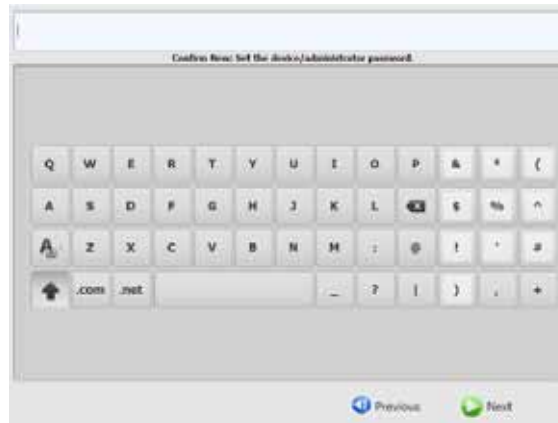 Confirm New: Set the device/administrator password.
Q W E R T Y U I O P & * (
A S D F G H J K L $ % ^
Z X C V B N M : @ ! ' #
.com .net _ ? | ) . +
Previous Next